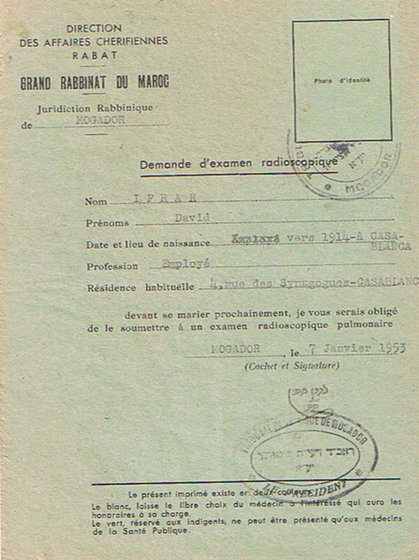 DIRECTION
DES AFFAIRES CHERIFIENNES
RABAT
GRAND RABBINAT DU MAROC
Juridiction Rabbinique
de MOGADOR
Photo d'identité
MOGADOR
Demande d'examen radioscopique
Nom IFRAH
Prénoms David
Date et lieu de naissance vers 1914-à CASA-
BLANCA
Profession Employé
Résidence habituelle 4,rue des Synagogues-CASABLANC
devant se marier prochainement, je vous serais obligé
de le soumettre à un examen radioscopique pulmonaire
MOGADOR, le 7 Janvier 1953
(Cachet et Signature)
DE MOGADOR
LE PRESIDENT
Le présent imprimé existe en deux couleurs.
Le blanc, laisse le libre choix du médecin à l'intéressé qui aura les
honoraires à sa charge.
Le vert, réservé aux indigents, ne peut être présenté qu'aux médecins
de la Santé Publique.